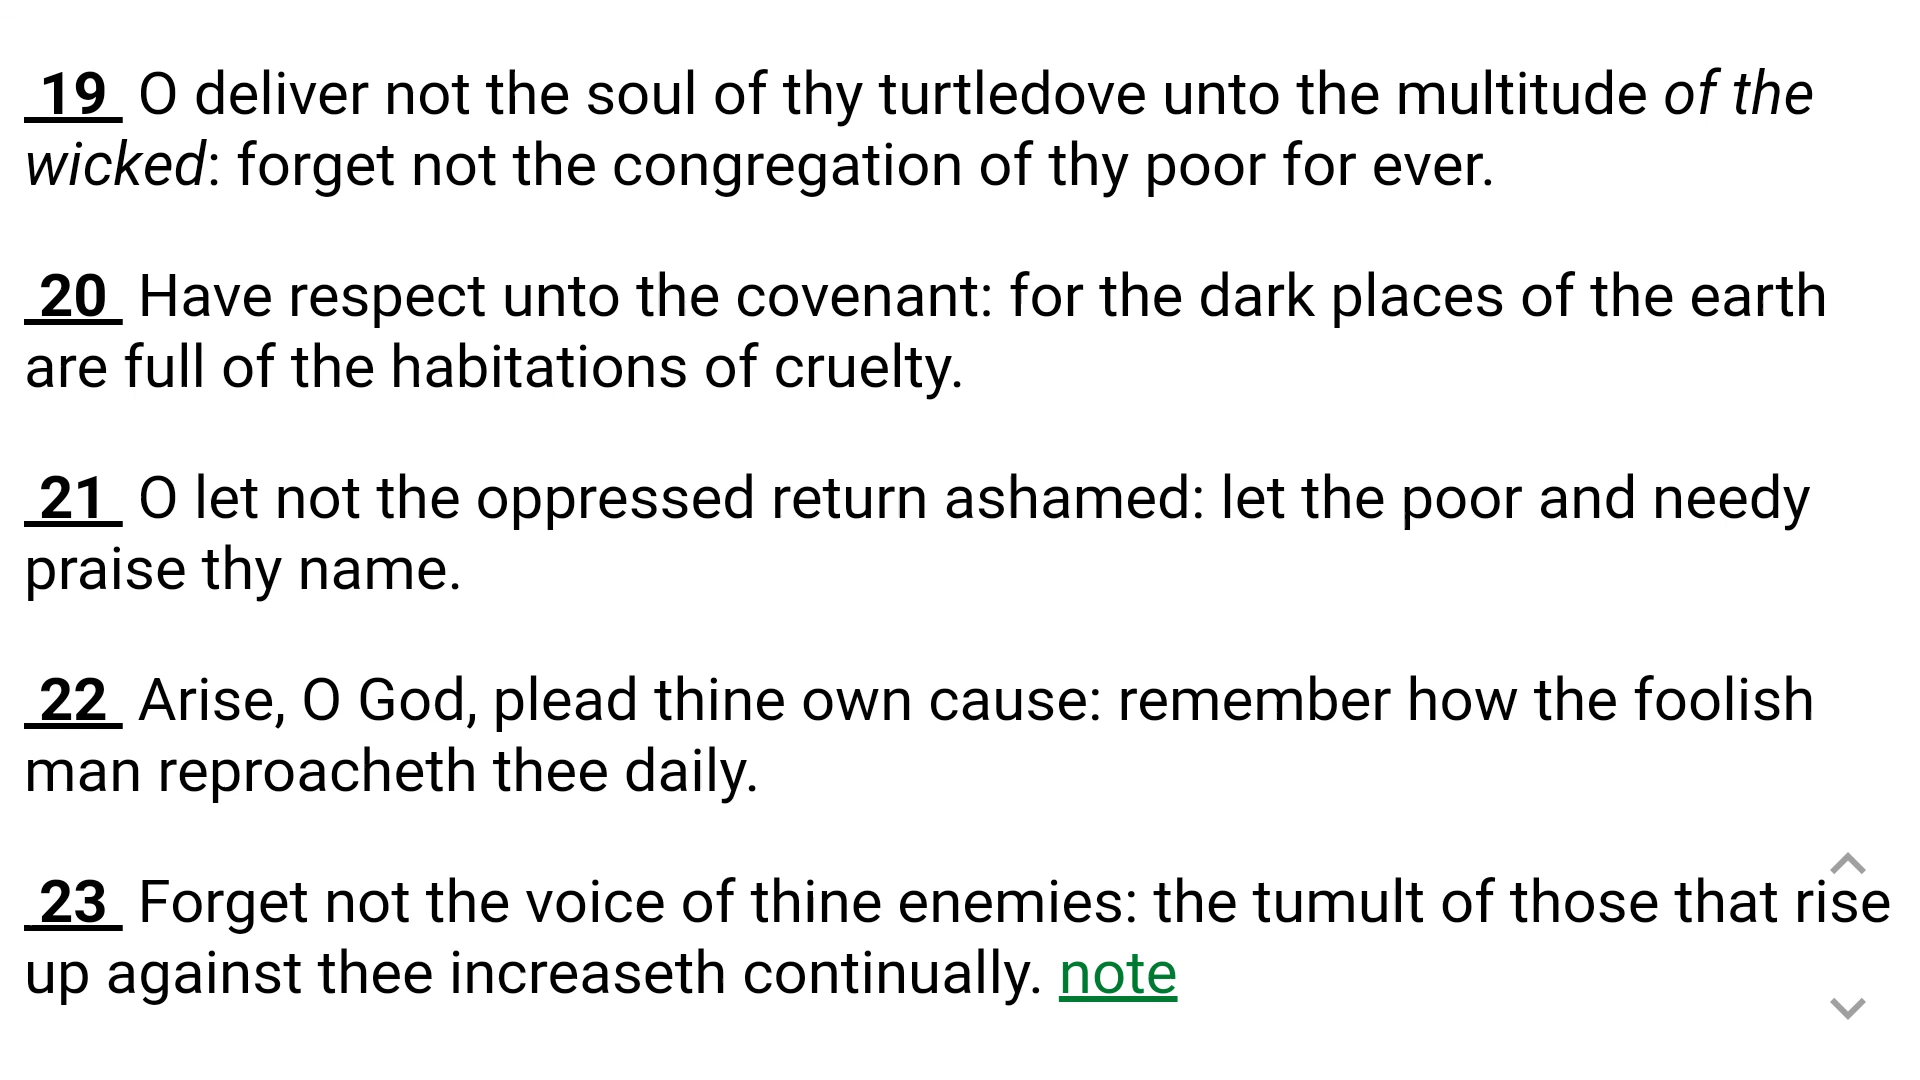 19 O deliver not the soul of thy turtledove unto the multitude of the
wicked: forget not the congregation of thy poor for ever.
20 Have respect unto the covenant: for the dark places of the earth
are full of the habitations of cruelty.
21 O let not the oppressed return ashamed: let the poor and needy
praise thy name.
22 Arise, O God, plead thine own cause: remember how the foolish
man reproacheth thee daily.
23 Forget not the voice of thine enemies: the tumult of those that rise
up against thee increaseth continually. note